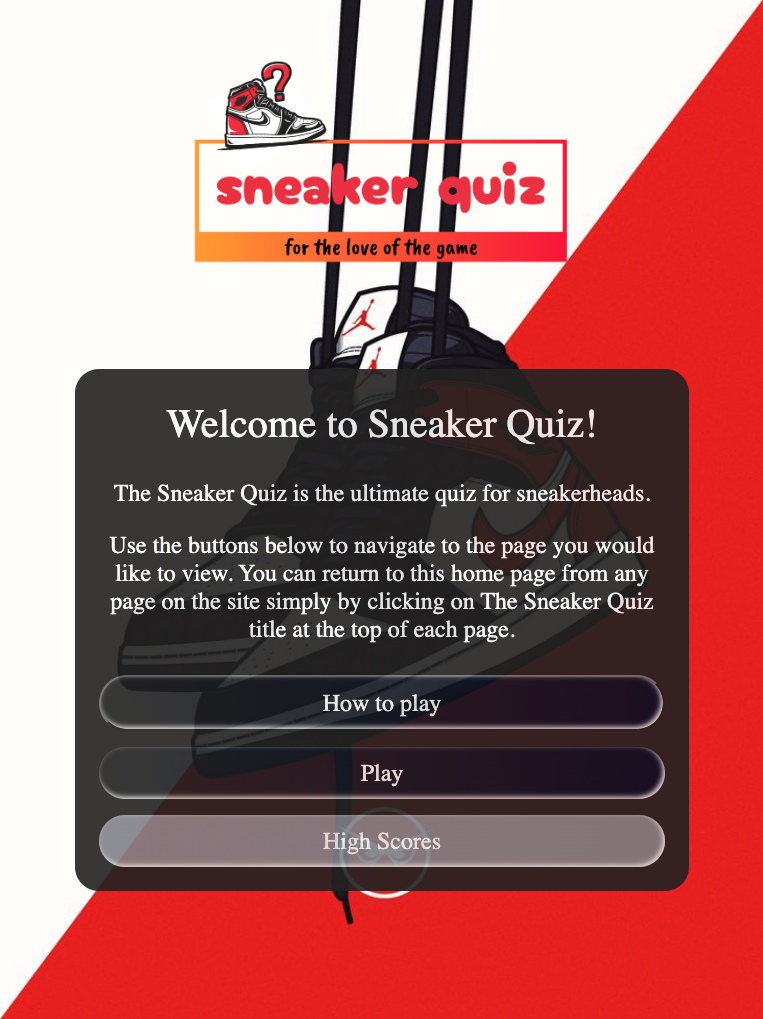 ?
sneaker quiz
for the love of the game
Welcome to Sneaker Quiz!
The Sneaker Quiz is the ultimate quiz for sneakerheads.
Use the buttons below to navigate to the page you would
like to view. You can return to this home page from any
page on the site simply by clicking on The Sneaker Quiz
title at the top of each page.
How to play
Play
High Scores